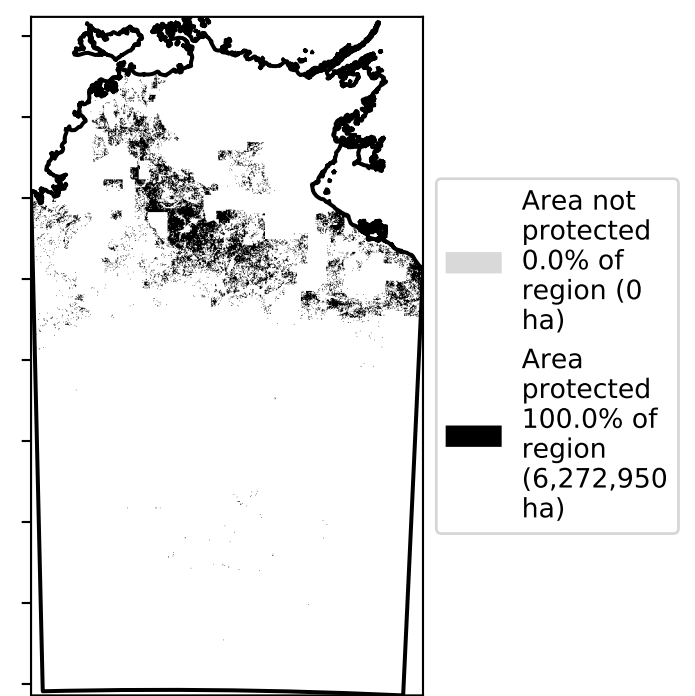 Area not
protected
0.0% of
region (0
ha)
Area
protected
100.0% of
region
(6,272,950
ha)